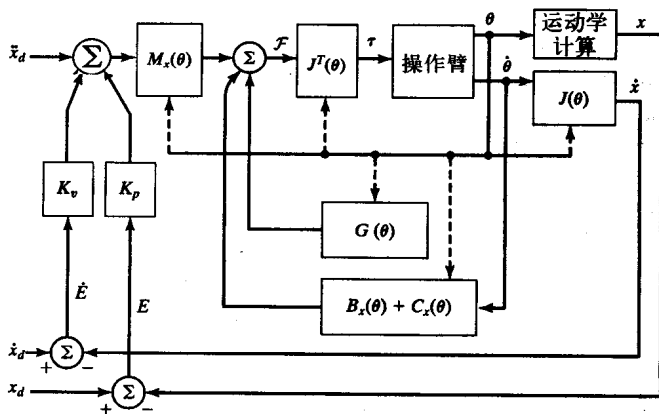 θ 运动学 x
计算
ẍ_d Σ M_x(θ) Σ 𝓕 J^T(θ) τ 操作臂 θ̇ J(θ) ẋ
K_v K_p
G(θ)
Ė E B_x(θ) + C_x(θ)
ẋ_d Σ
+ −
x_d Σ
+ −